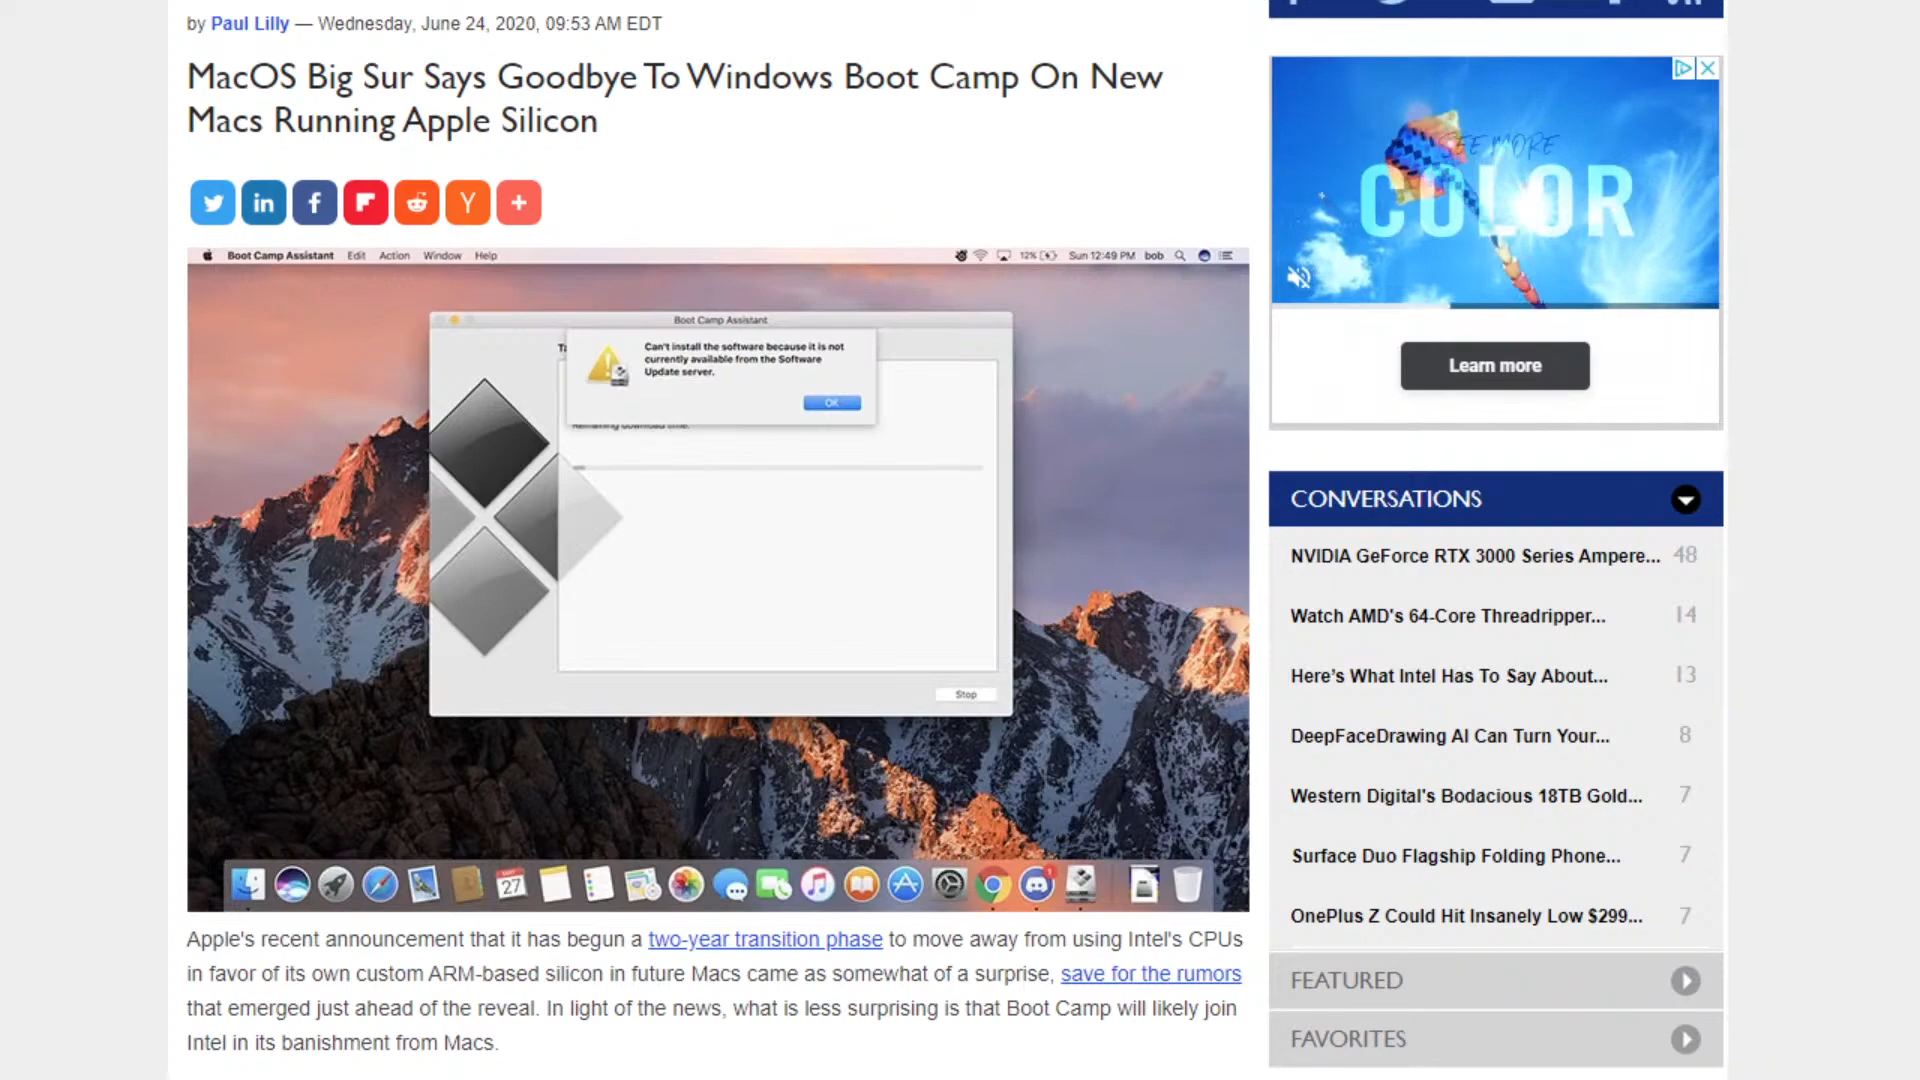 by Paul Lilly — Wednesday, June 24, 2020, 09:53 AM EDT
MacOS Big Sur Says Goodbye To Windows Boot Camp On New
Macs Running Apple Silicon
in
f
Y
+
Boot Camp Assistant Edit Action Window Help
12% Sun 12:49 PM bob
Boot Camp Assistant
Can't install the software because it is not
currently available from the Software
Update server.
OK
Remaining download time:
Stop
27
1
Apple's recent announcement that it has begun a two-year transition phase to move away from using Intel's CPUs
in favor of its own custom ARM-based silicon in future Macs came as somewhat of a surprise, save for the rumors
that emerged just ahead of the reveal. In light of the news, what is less surprising is that Boot Camp will likely join
Intel in its banishment from Macs.
SEE MORE
COLOR
Learn more
CONVERSATIONS
NVIDIA GeForce RTX 3000 Series Ampere... 48
Watch AMD's 64-Core Threadripper... 14
Here’s What Intel Has To Say About... 13
DeepFaceDrawing AI Can Turn Your... 8
Western Digital's Bodacious 18TB Gold... 7
Surface Duo Flagship Folding Phone... 7
OnePlus Z Could Hit Insanely Low $299... 7
FEATURED
FAVORITES